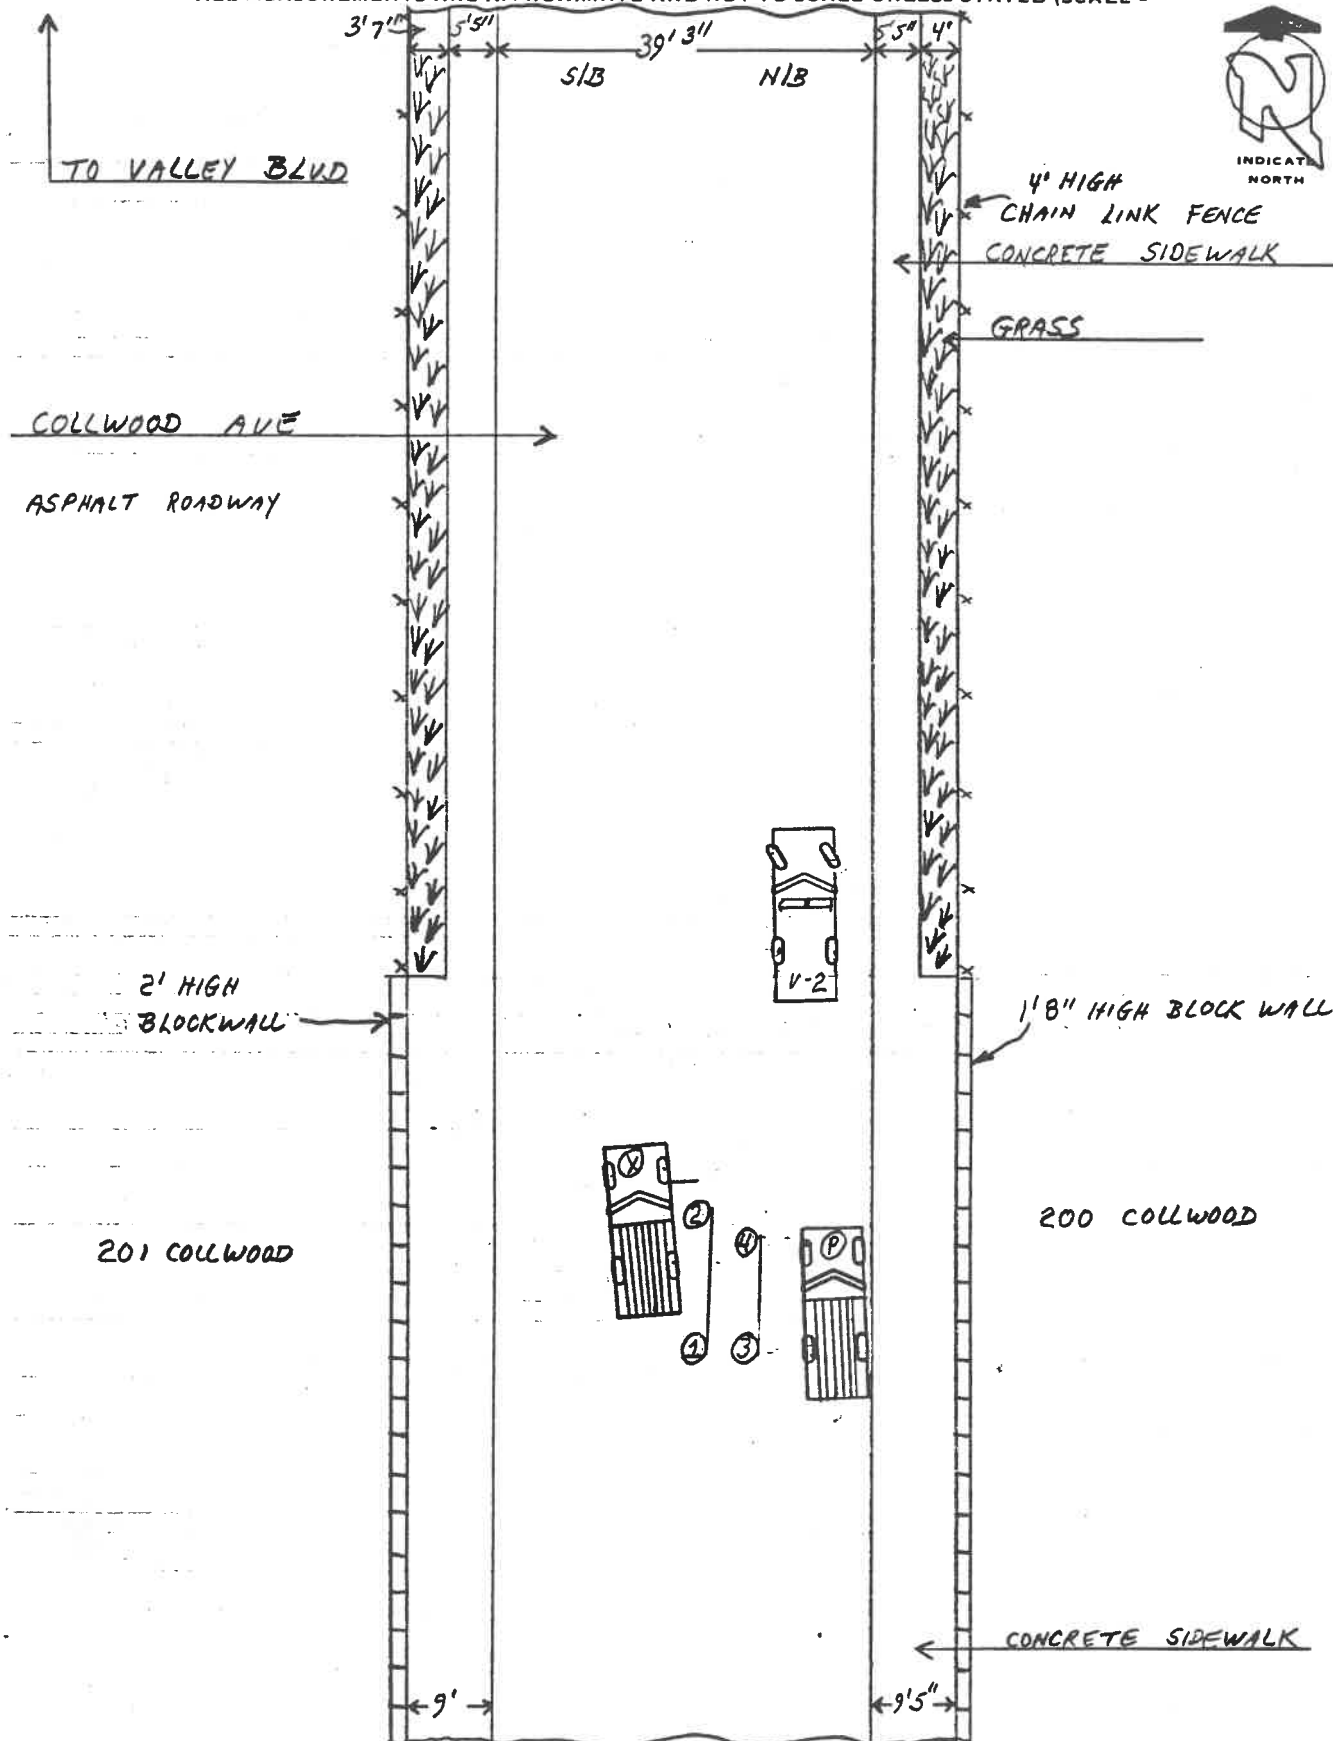 3'7"
5'5"
39' 3"
5'5"
4'
S/B
N/B
N
INDICATE
NORTH
TO VALLEY BLVD
4' HIGH
CHAIN LINK FENCE
CONCRETE SIDEWALK
GRASS
COLLWOOD AVE
ASPHALT ROADWAY
V-2
2' HIGH
BLOCKWALL
1'8" HIGH BLOCK WALL
X
2
4
P
200 COLLWOOD
201 COLLWOOD
1
3
CONCRETE SIDEWALK
9'
9'5"